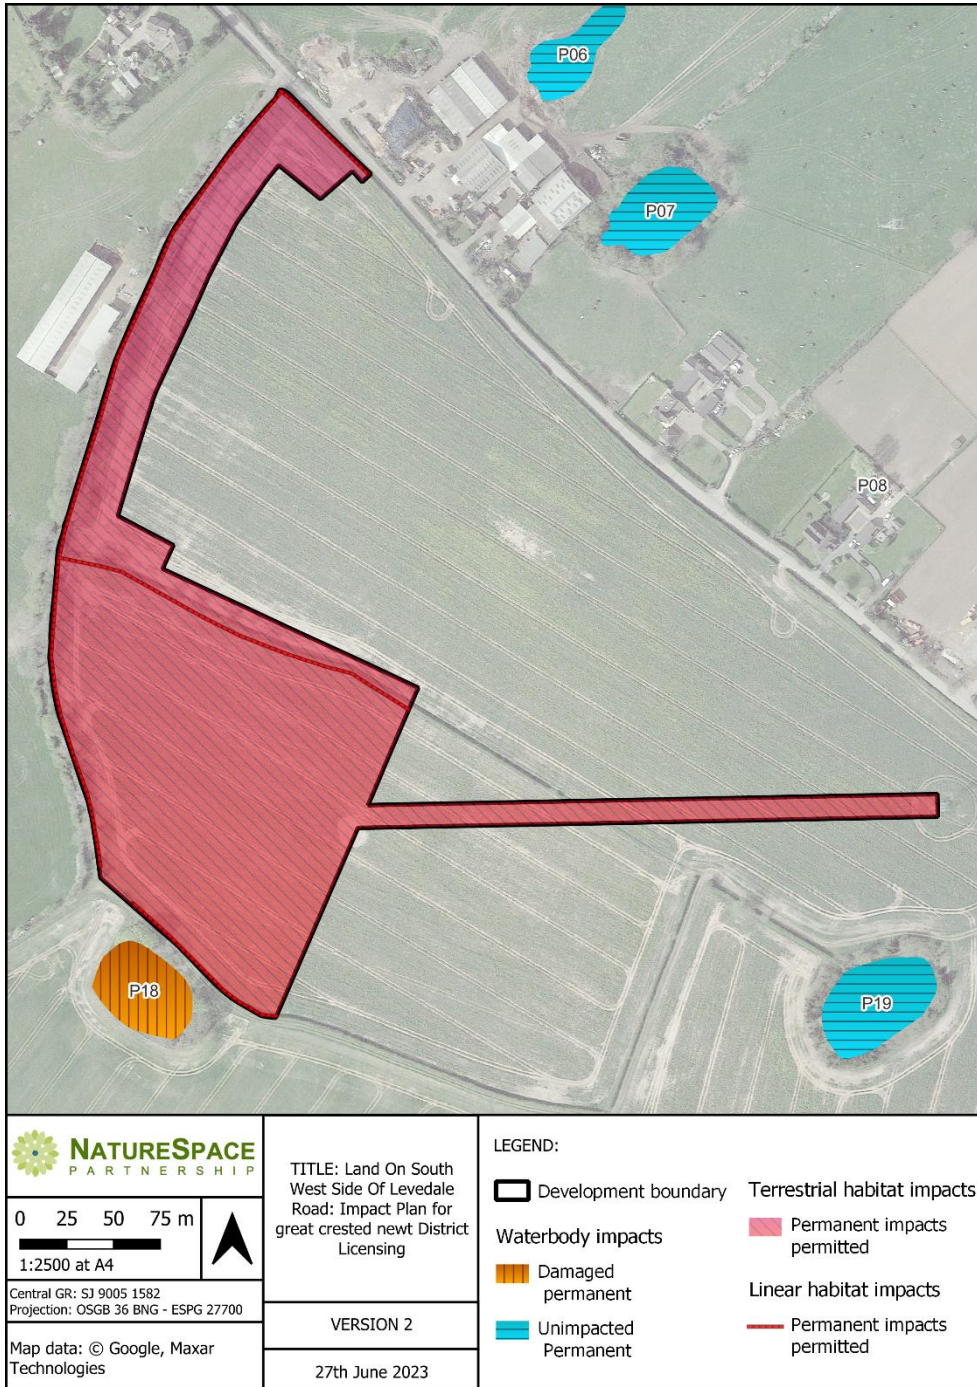 P06
P07
P08
P18
P19
NATURESPACE
PARTNERSHIP
0 25 50 75 m
1:2500 at A4
Central GR: SJ 9005 1582
Projection: OSGB 36 BNG - ESPG 27700
Map data: © Google, Maxar
Technologies
TITLE: Land On South
West Side Of Levedale
Road: Impact Plan for
great crested newt District
Licensing
VERSION 2
27th June 2023
LEGEND:
Development boundary
Waterbody impacts
Damaged
permanent
Unimpacted
Permanent
Terrestrial habitat impacts
Permanent impacts
permitted
Linear habitat impacts
Permanent impacts
permitted